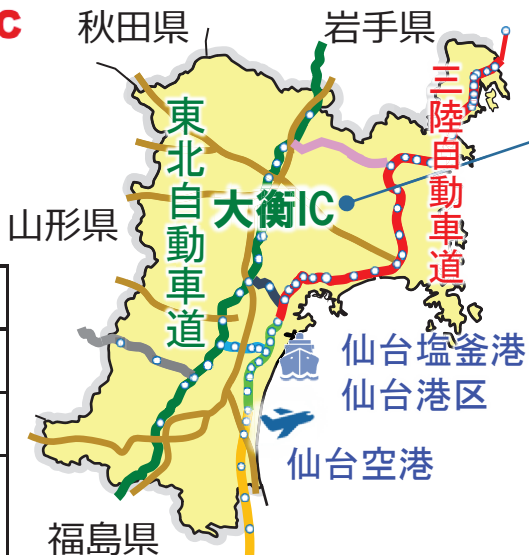 C
秋田県
岩手県
三陸自動車道
東北自動車道
大衡IC
山形県
仙台塩釜港
仙台港区
仙台空港
福島県